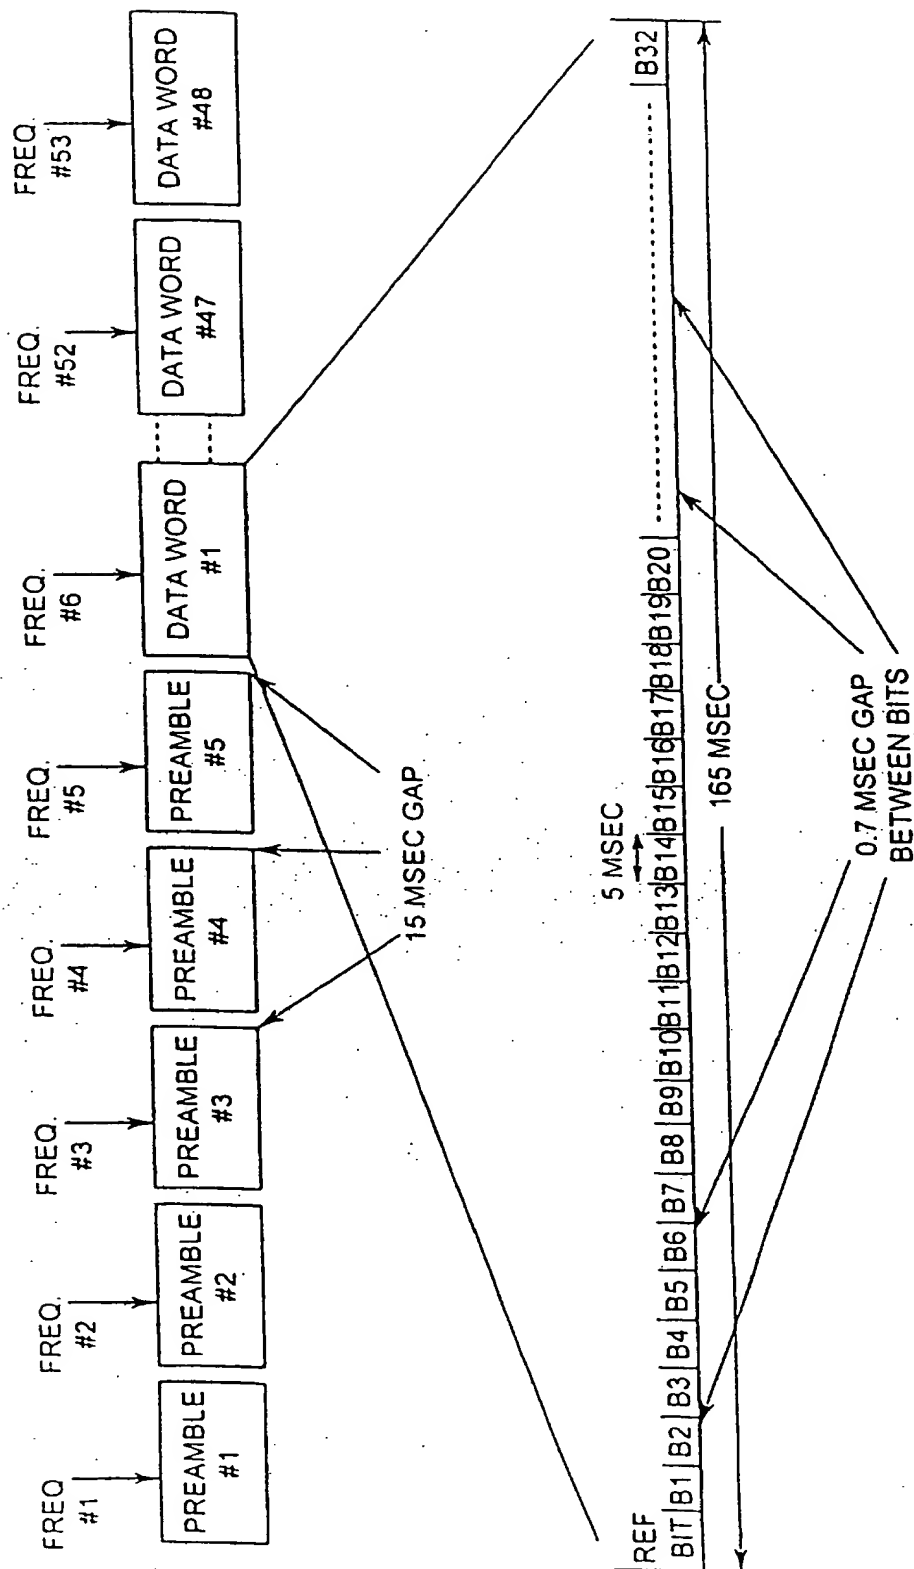 FREQ
#1
FREQ.
#2
FREQ.
#3
FREQ.
#4
FREQ.
#5
FREQ.
#6
FREQ.
#52
FREQ.
#53
PREAMBLE
#1
PREAMBLE
#2
PREAMBLE
#3
PREAMBLE
#4
PREAMBLE
#5
DATA WORD
#1
DATA WORD
#47
DATA WORD
#48
15 MSEC GAP
5 MSEC
REF
BIT B1 B2 B3 B4 B5 B6 B7 B8 B9 B10 B11 B12 B13 B14 B15 B16 B17 B18 B19 B20 B32
165 MSEC
0.7 MSEC GAP
BETWEEN BITS